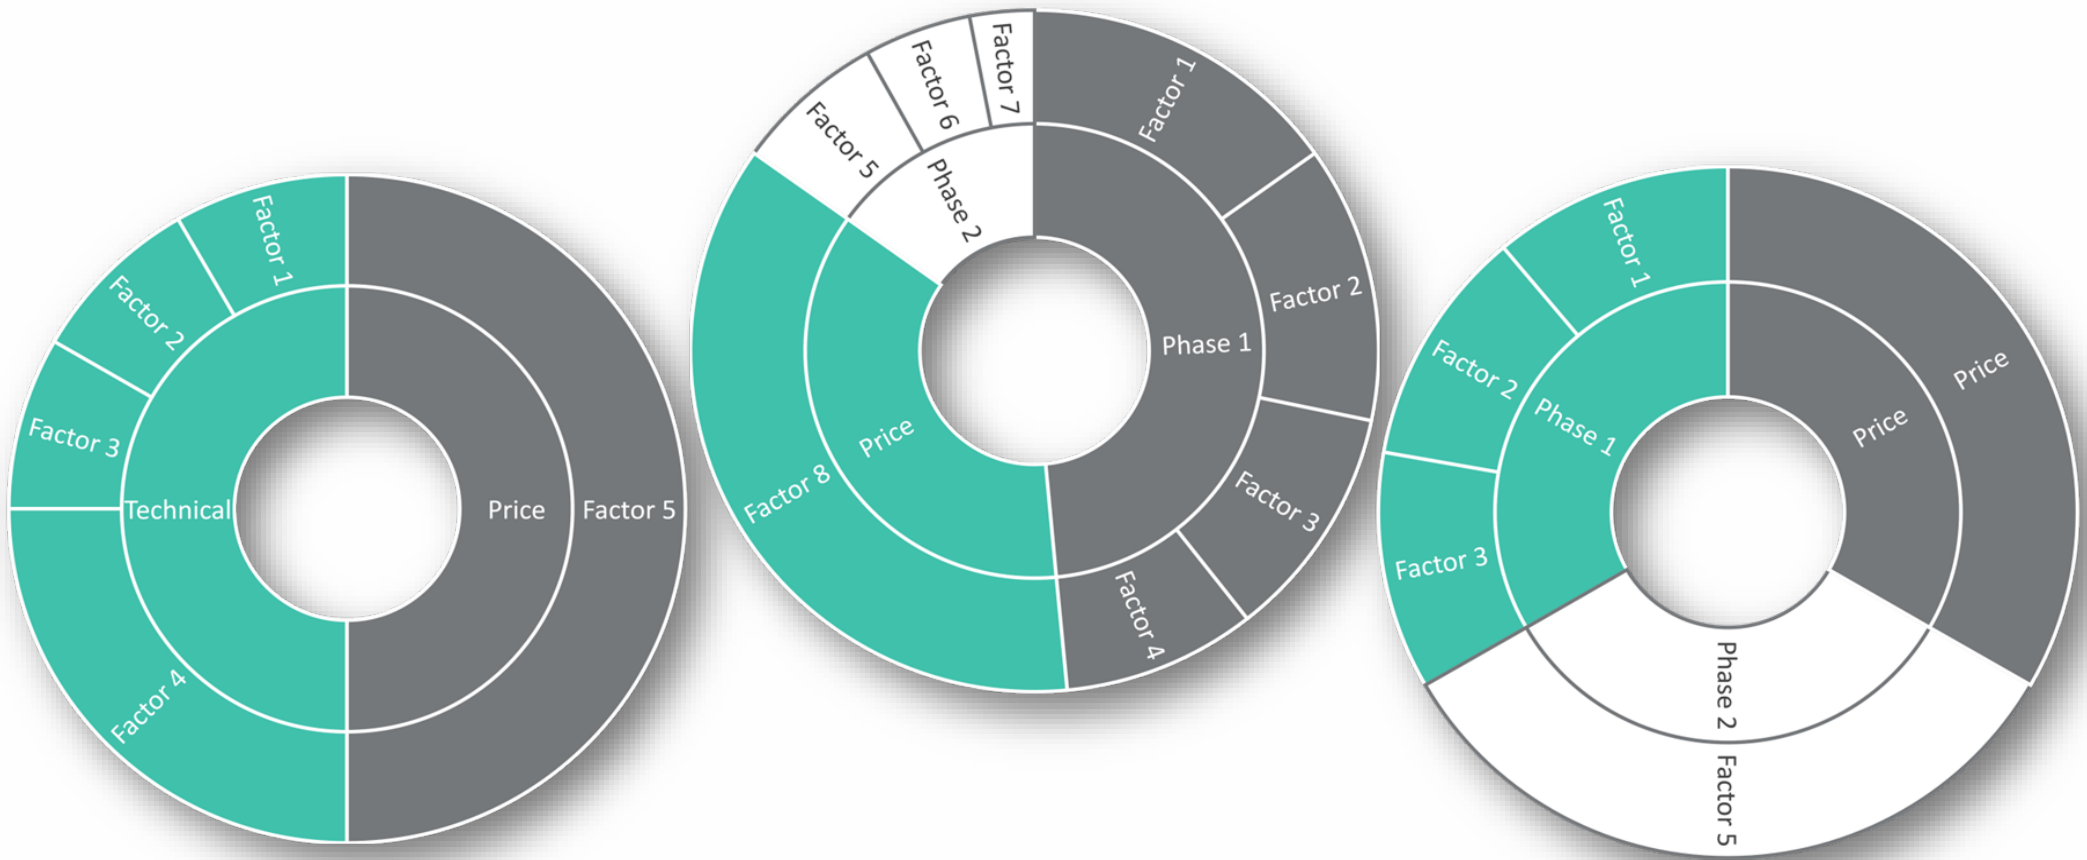 Factor 1
Factor 2
Factor 3
Technical
Factor 4
Price
Factor 5
Factor 7
Factor 6
Factor 5
Phase 2
Factor 1
Factor 2
Phase 1
Factor 3
Factor 4
Price
Factor 8
Factor 1
Factor 2
Phase 1
Factor 3
Price
Price
Phase 2
Factor 5